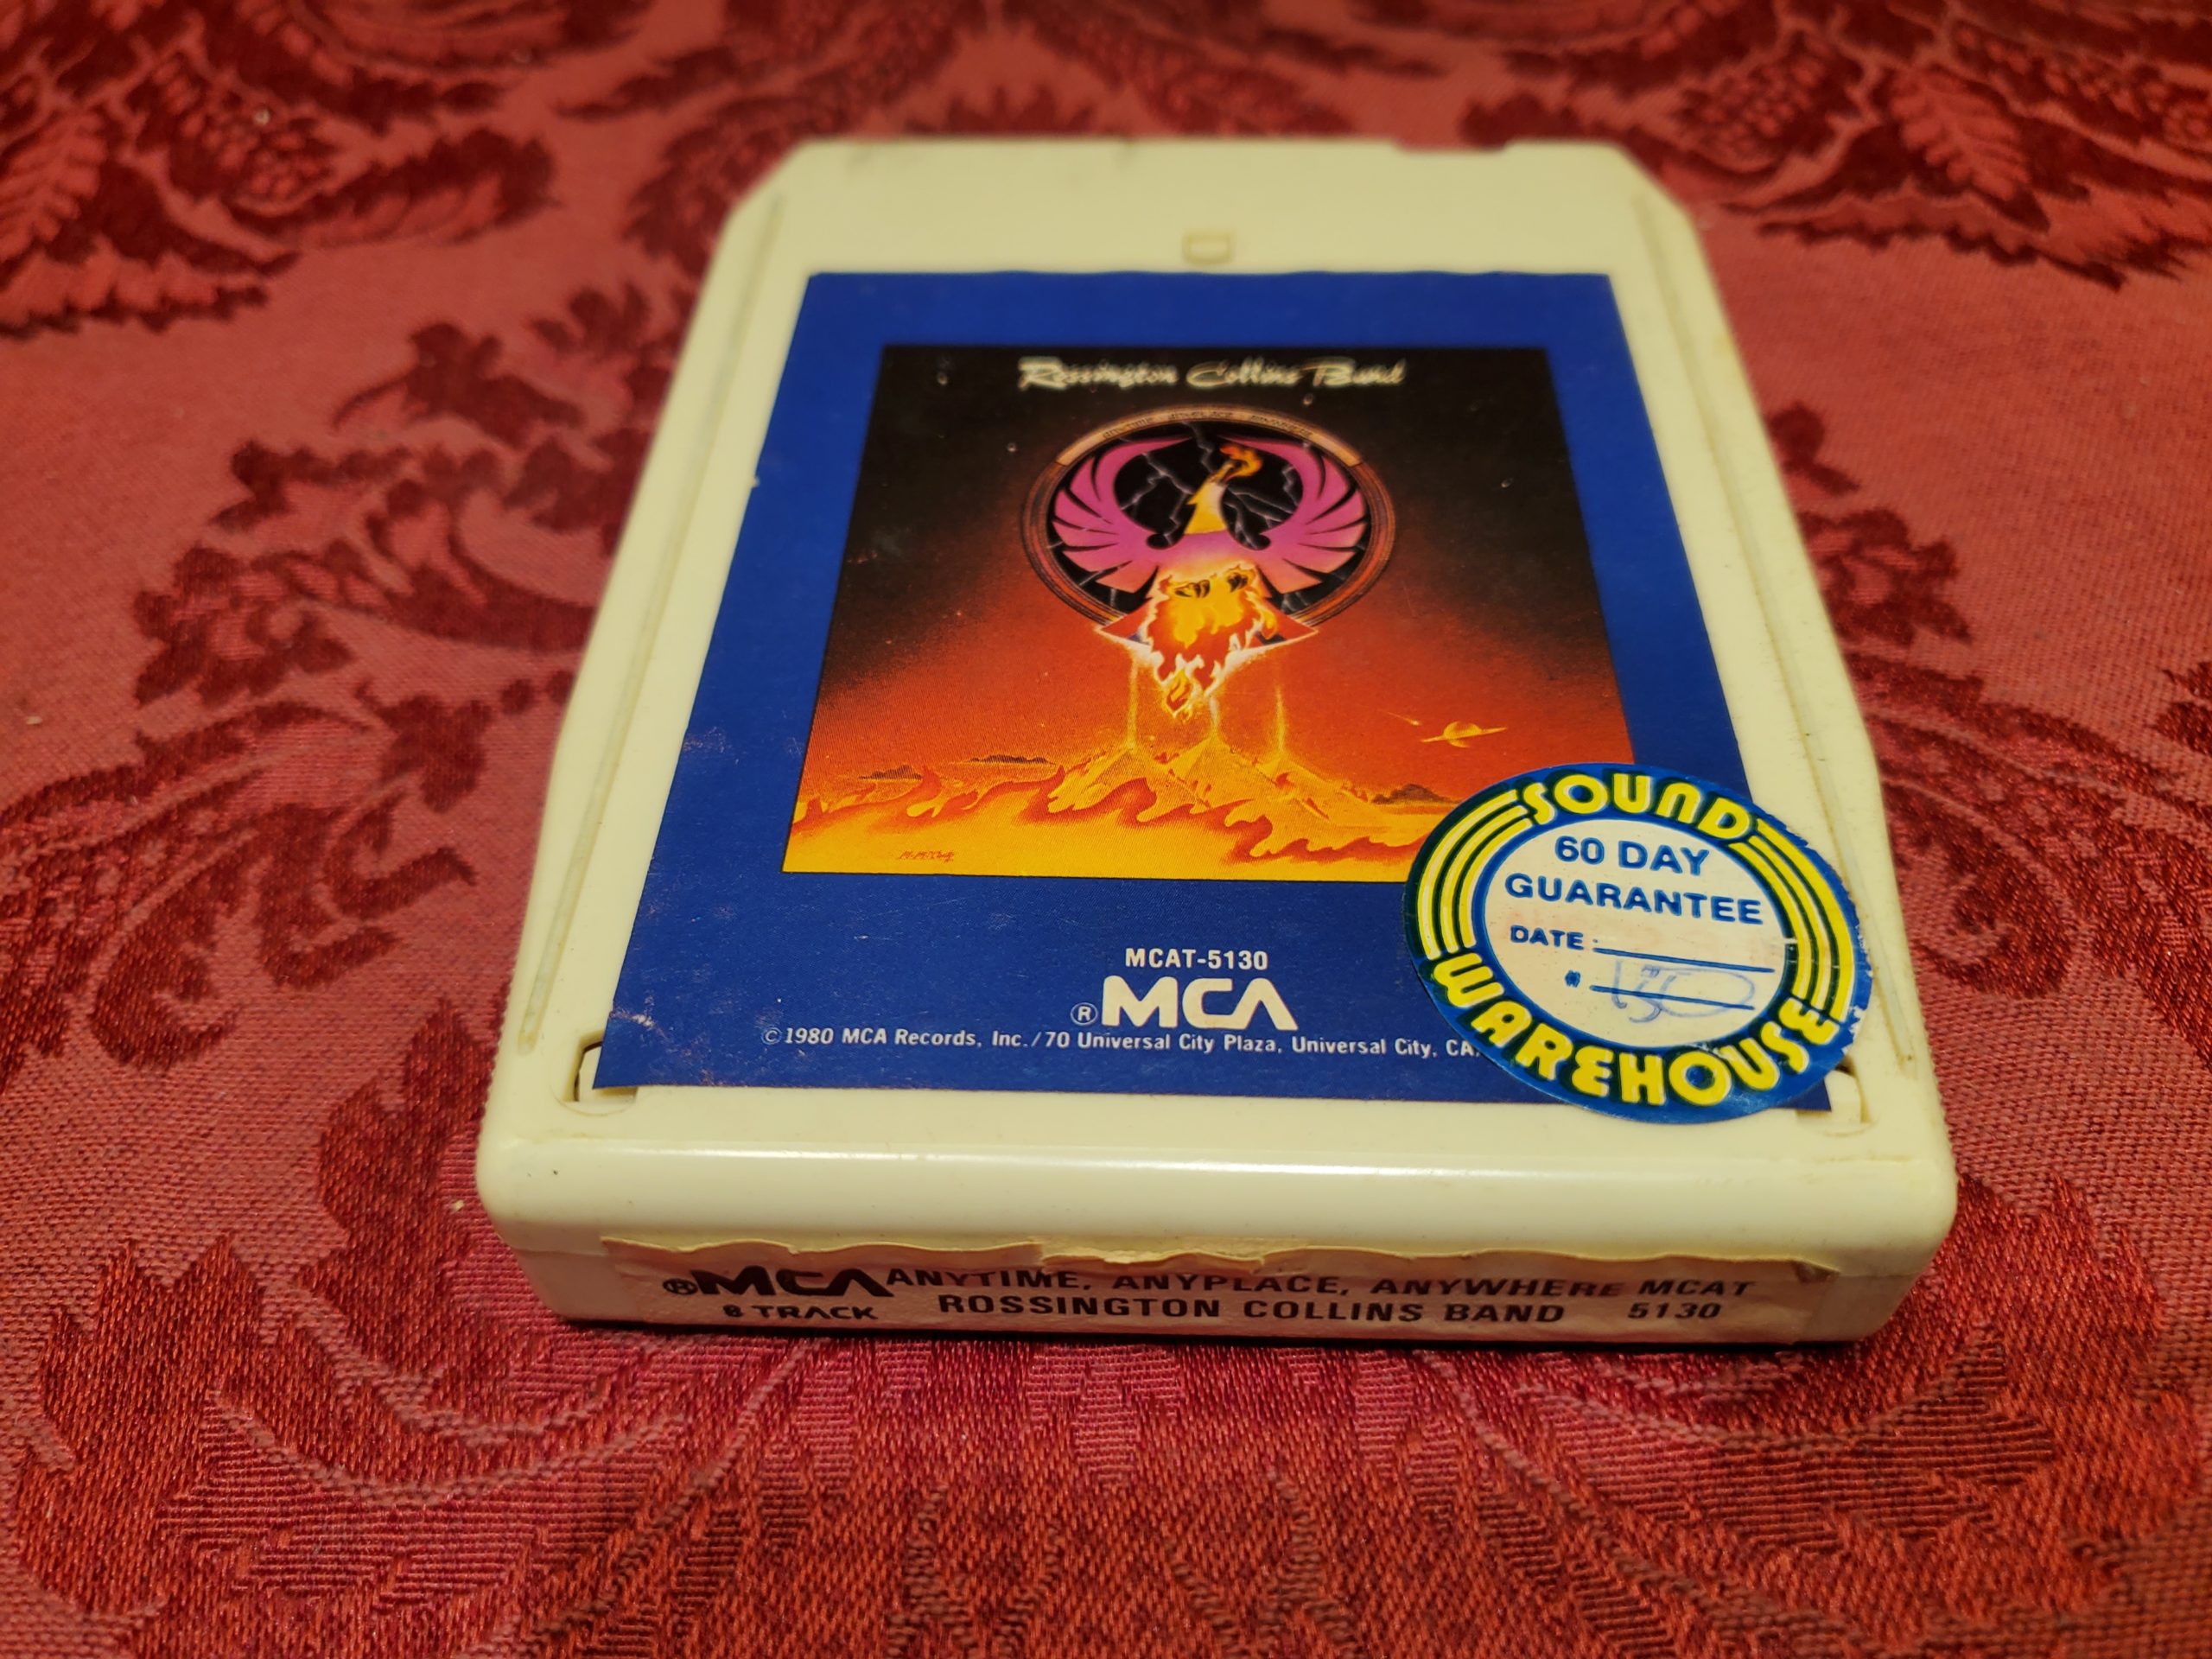 Rossington Collins Band
MCAT-5130
®MCA
©1980 MCA Records, Inc./70 Universal City Plaza, Universal City, CA
SOUND
60 DAY
GUARANTEE
DATE
#
WAREHOUSE
®MCA ANYTIME, ANYPLACE, ANYWHERE MCAT
8 TRACK ROSSINGTON COLLINS BAND 5130